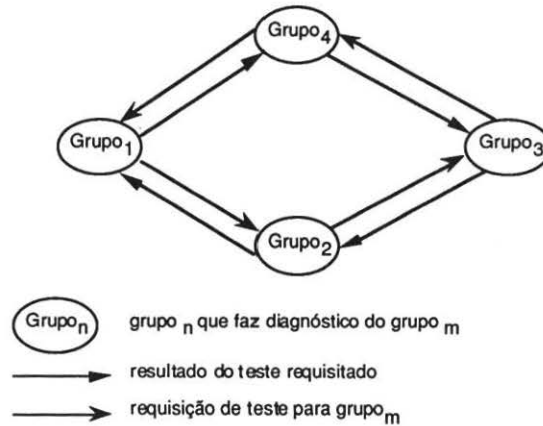 Grupo4
Grupo1
Grupo3
Grupo2
Grupon grupo n que faz diagnóstico do grupo m
resultado do teste requisitado
requisição de teste para grupom